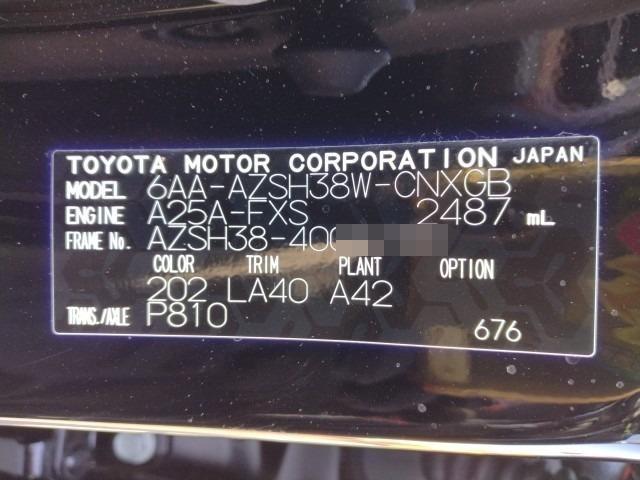 TOYOTA MOTOR CORPORATION JAPAN
MODEL 6AA-AZSH38W-CNXGB
ENGINE A25A-FXS 2487 mL
FRAME No. AZSH38-400
COLOR TRIM PLANT OPTION
202 LA40 A42
TRANS./AXLE P810
676